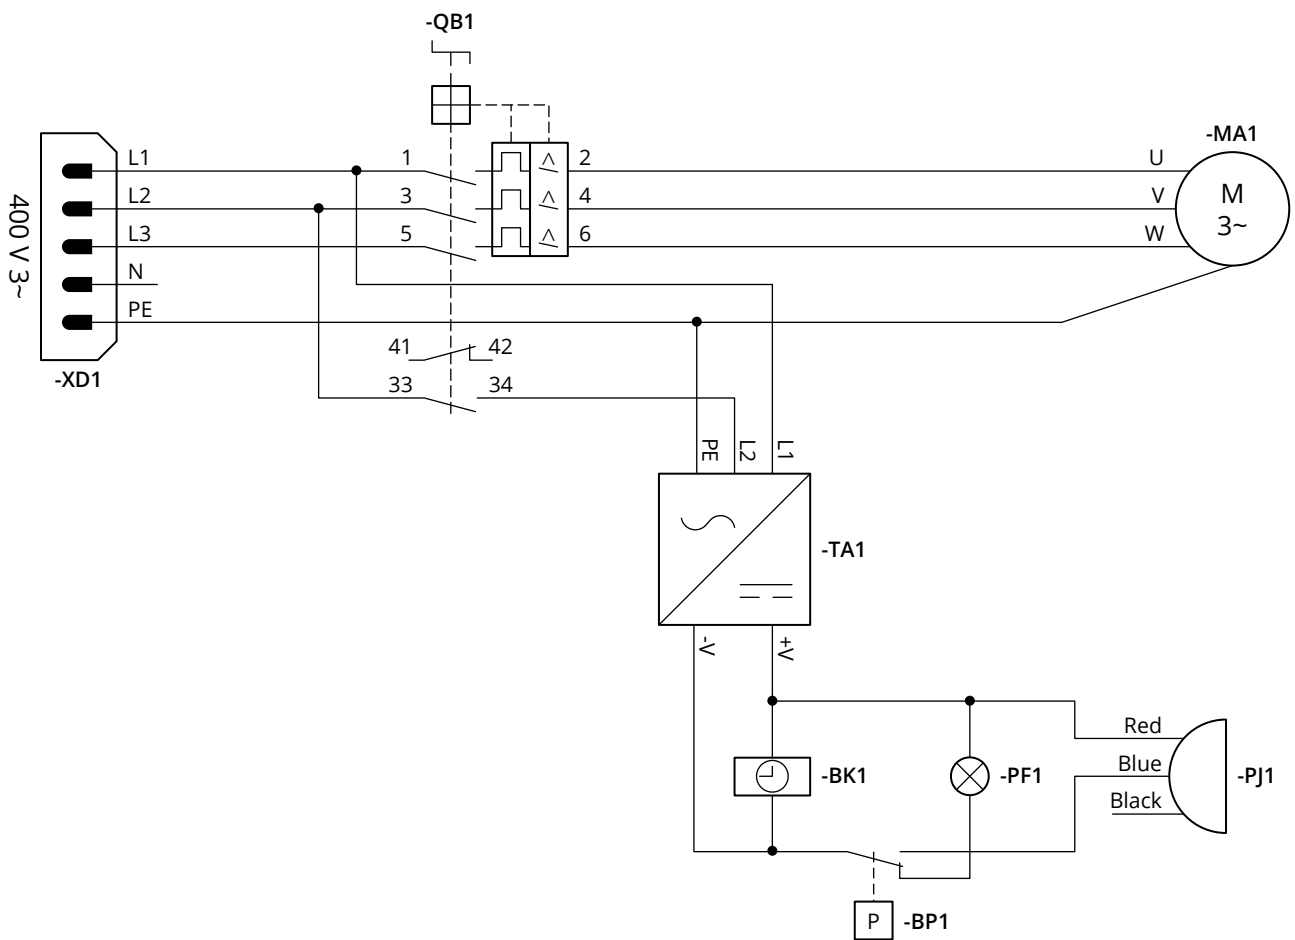 -QB1
-MA1
L1
1
2
U
L2
3
4
V
M
3~
L3
5
6
W
400 V 3~
N
PE
-XD1
41
42
33
34
PE
L2
L1
-TA1
-V
+V
Red
Blue
Black
-BK1
-PF1
-PJ1
P
-BP1